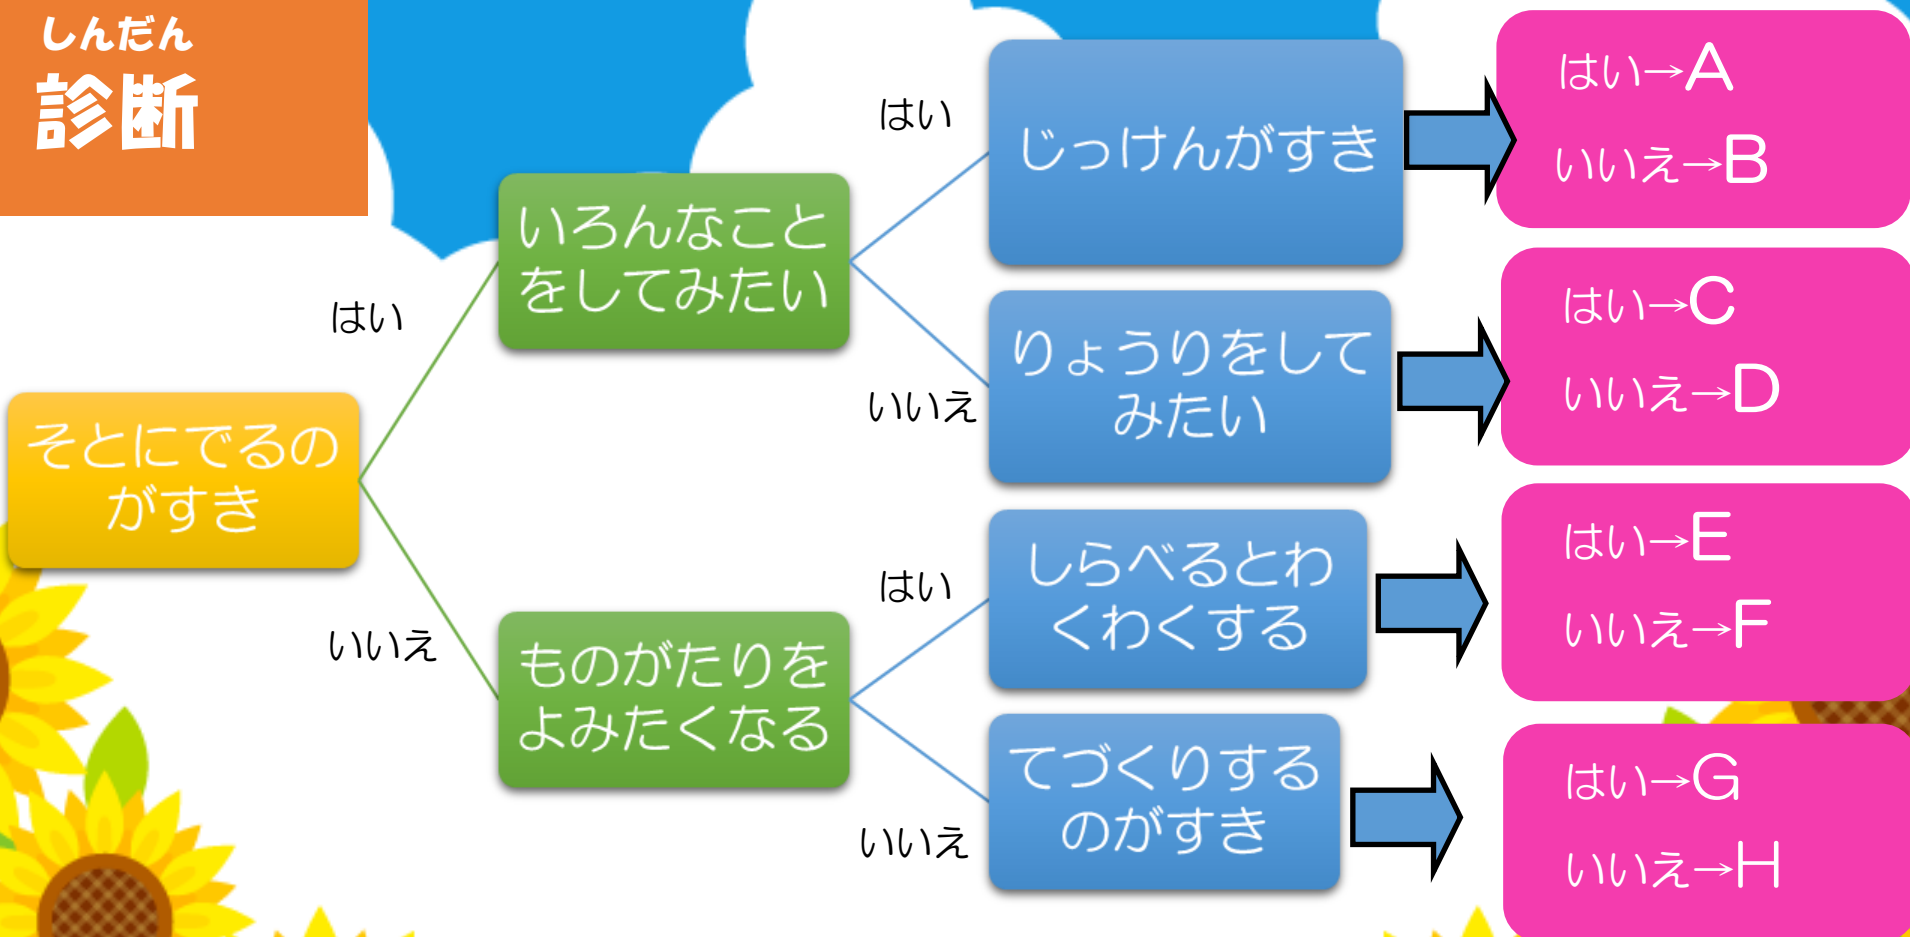 しんだん
診断
そとにでるの
がすき
はい
いいえ
いろんなこと
をしてみたい
ものがたりを
よみたくなる
はい
いいえ
はい
いいえ
じっけんがすき
りょうりをして
みたい
しらべるとわ
くわくする
てづくりする
のがすき
はい→A
いいえ→B
はい→C
いいえ→D
はい→E
いいえ→F
はい→G
いいえ→H